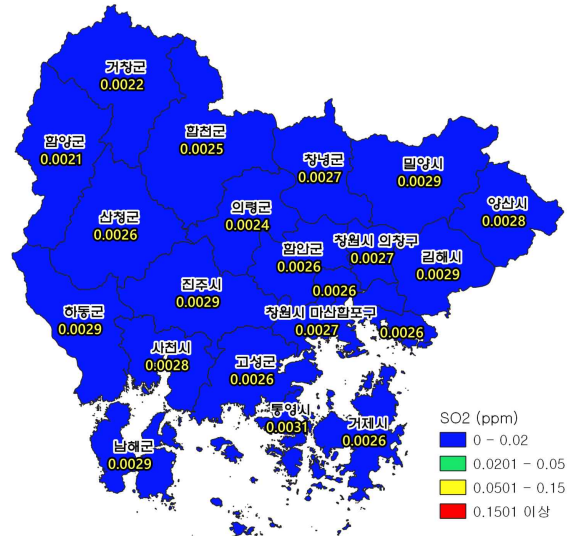 거창군
0.0022
함양군
0.0021
합천군
0.0025
창녕군
0.0027
밀양시
0.0029
양산시
0.0028
산청군
0.0026
의령군
0.0024
함안군
0.0026
창원시 의창구
0.0027
김해시
0.0029
0.0026
진주시
0.0029
하동군
0.0029
창원시 마산합포구
0.0027
0.0026
사천시
0.0028
고성군
0.0026
통영시
0.0031
거제시
0.0026
남해군
0.0029
SO2 (ppm)
0 - 0.02
0.0201 - 0.05
0.0501 - 0.15
0.1501 이상